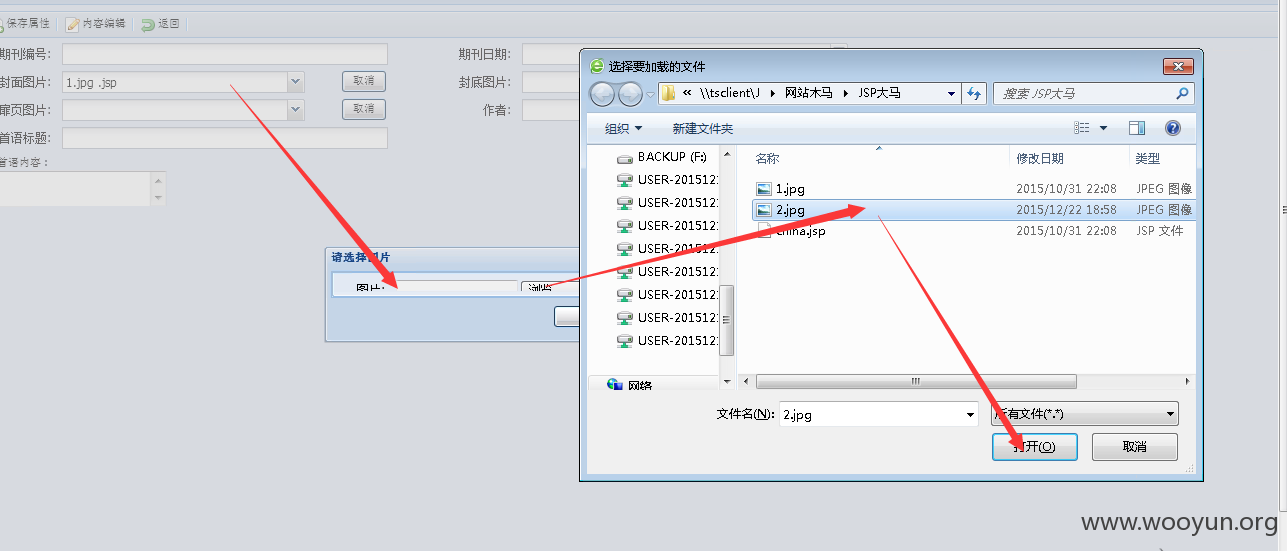 保存属性 内容编辑 返回
期刊编号: 期刊日期:
封面图片: 1.jpg .jsp 取消 封底图片:
扉页图片: 取消 作者:
首语标题:
首语内容:
请选择图片
图片: 浏览
选择要加载的文件
« \\tsclient\J 网站木马 JSP大马 搜索 JSP大马
组织 新建文件夹
名称 修改日期 类型
BACKUP (F:)
USER-2015121
USER-201512
USER-201512
USER-201512
USER-201512
USER-201512
USER-201512
USER-201512
网络
1.jpg 2015/10/31 22:08 JPEG 图像
2.jpg 2015/12/22 18:58 JPEG 图像
china.jsp 2015/10/31 22:08 JSP 文件
文件名(N): 2.jpg 所有文件(*.*)
打开(O) 取消
www.wooyun.org